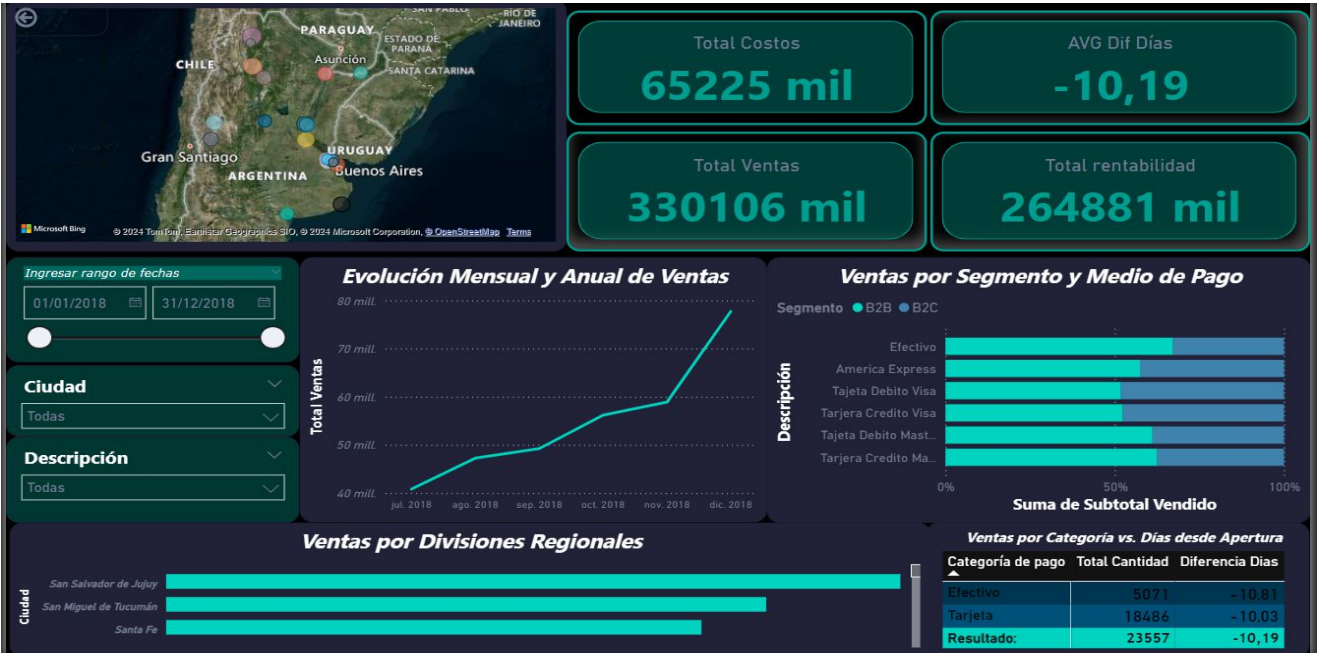 SAN PABLO
RIO DE
JANEIRO
PARAGUAY
ESTADO DE
PARANÁ
CHILE
Asunción
SANTA CATARINA
Gran Santiago
URUGUAY
ARGENTINA
Buenos Aires
Microsoft Bing
© 2024 TomTom, Earthstar Geographics SIO, © 2024 Microsoft Corporation, © OpenStreetMap Terms
Total Costos
65225 mil
AVG Dif Días
-10,19
Total Ventas
330106 mil
Total rentabilidad
264881 mil
Ingresar rango de fechas
01/01/2018
31/12/2018
Ciudad
Todas
Descripción
Todas
Evolución Mensual y Anual de Ventas
Total Ventas
80 mill.
70 mill.
60 mill.
50 mill.
40 mill.
jul. 2018 ago. 2018 sep. 2018 oct. 2018 nov. 2018 dic. 2018
Ventas por Segmento y Medio de Pago
Segmento B2B B2C
Descripción
Efectivo
America Express
Tajeta Debito Visa
Tarjera Credito Visa
Tajeta Debito Mast...
Tarjera Credito Ma...
0% 50% 100%
Suma de Subtotal Vendido
Ventas por Divisiones Regionales
Ciudad
San Salvador de Jujuy
San Miguel de Tucumán
Santa Fe
Ventas por Categoría vs. Días desde Apertura
Categoría de pago Total Cantidad Diferencia Dias
Efectivo 5071 -10,81
Tarjeta 18486 -10,03
Resultado: 23557 -10,19